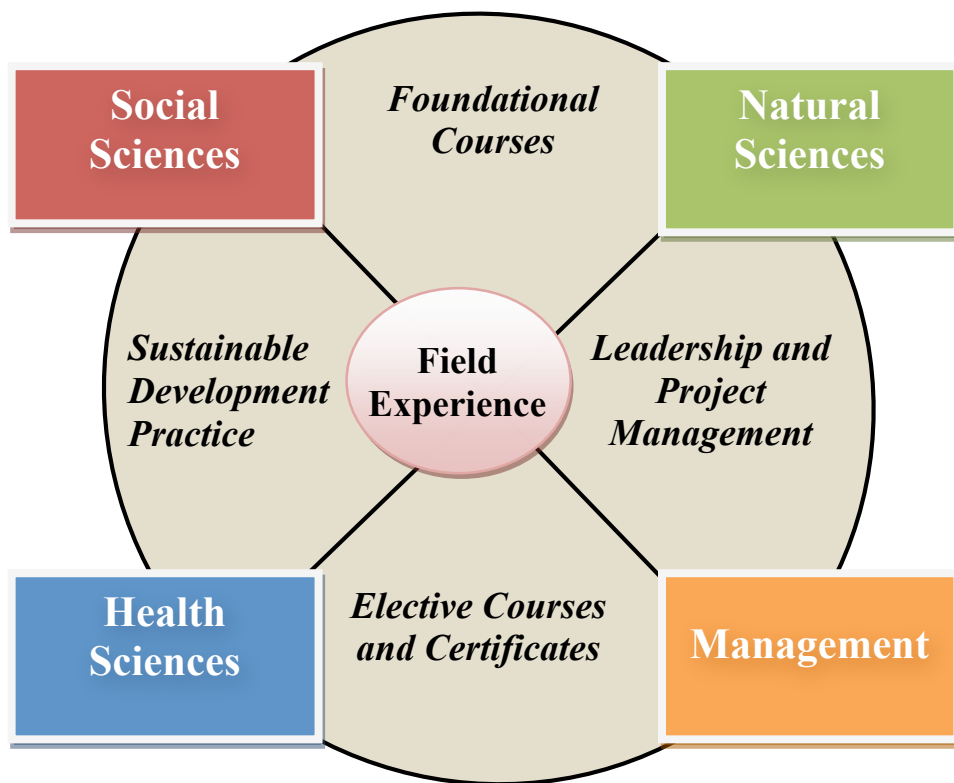 Social
Sciences
Foundational
Courses
Natural
Sciences
Sustainable
Development
Practice
Field
Experience
Leadership and
Project
Management
Health
Sciences
Elective Courses
and Certificates
Management